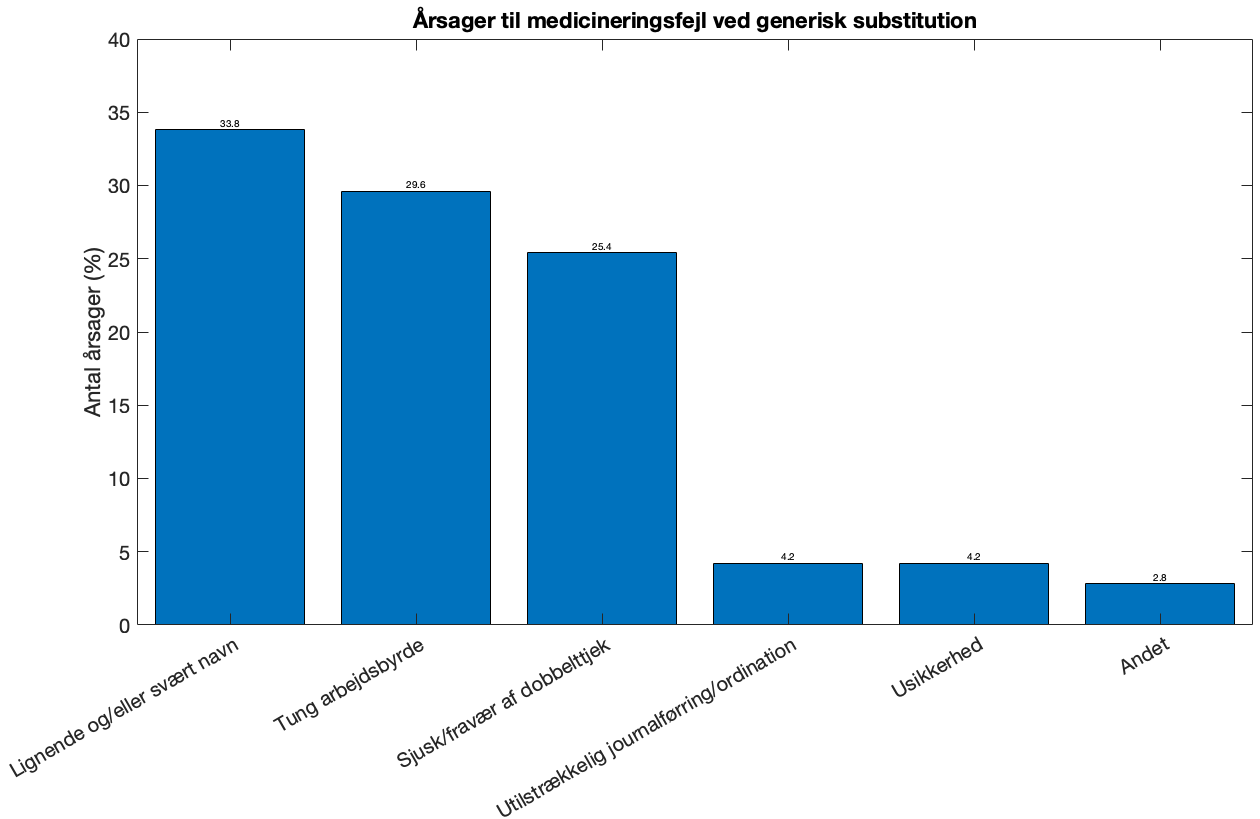 Årsager til medicineringsfejl ved generisk substitution
Antal årsager (%)
40
35
30
25
20
15
10
5
0
33.8
29.6
25.4
4.2
4.2
2.8
Lignende og/eller svært navn
Tung arbejdsbyrde
Sjusk/fravær af dobbelttjek
Utilstrækkelig journalførring/ordination
Usikkerhed
Andet